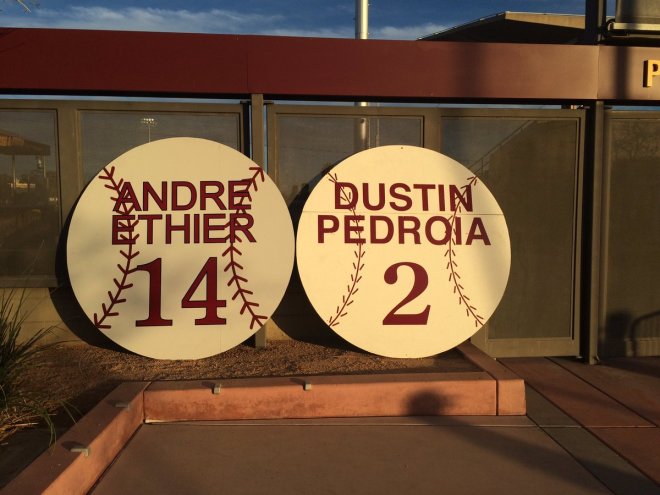 ANDRE
ETHIER
14
DUSTIN
PEDROIA
2
P